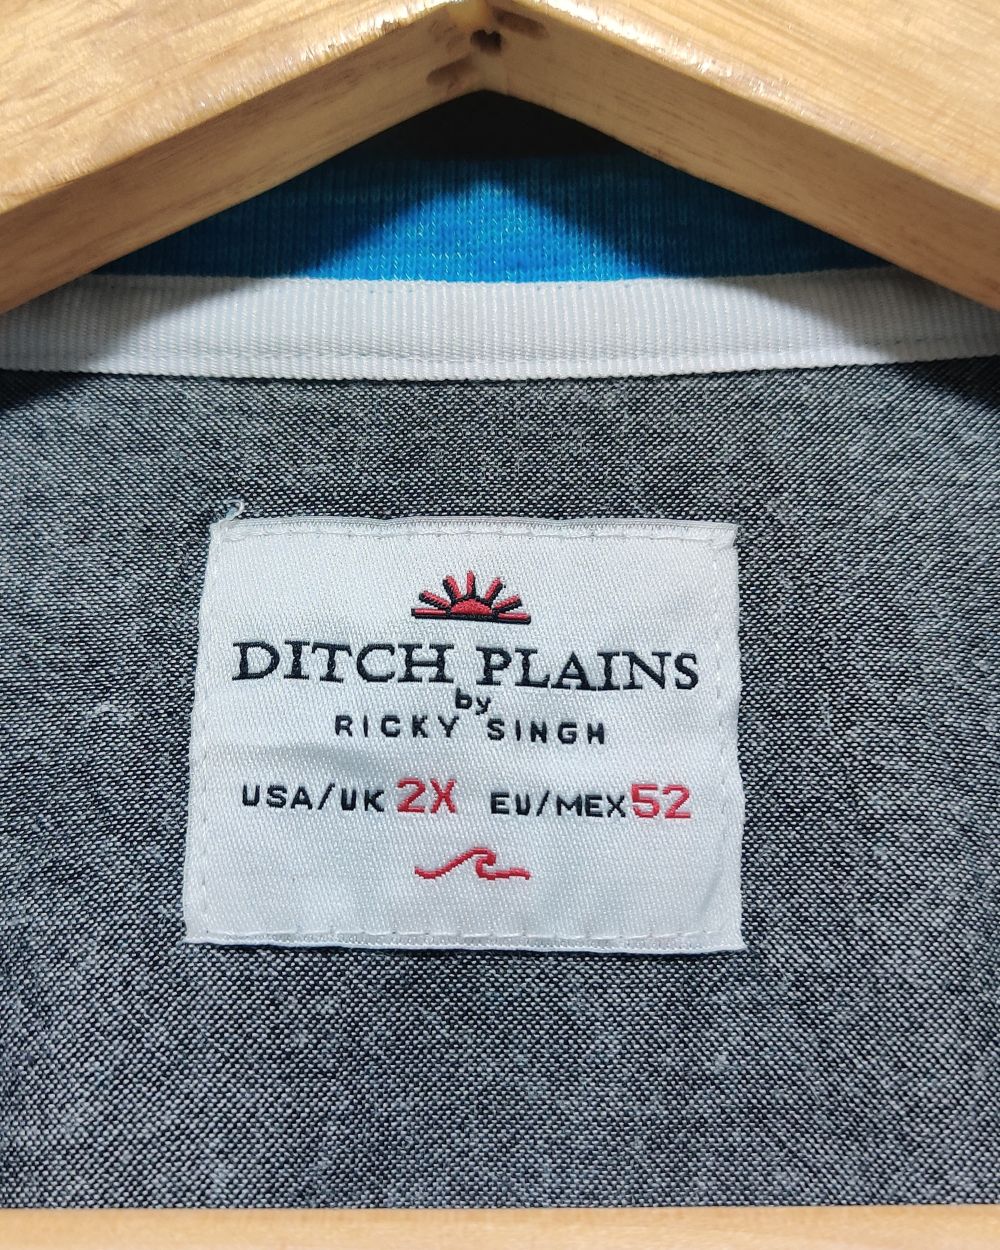 DITCH PLAINS
by
RICKY SINGH
USA/UK 2X EU/MEX 52